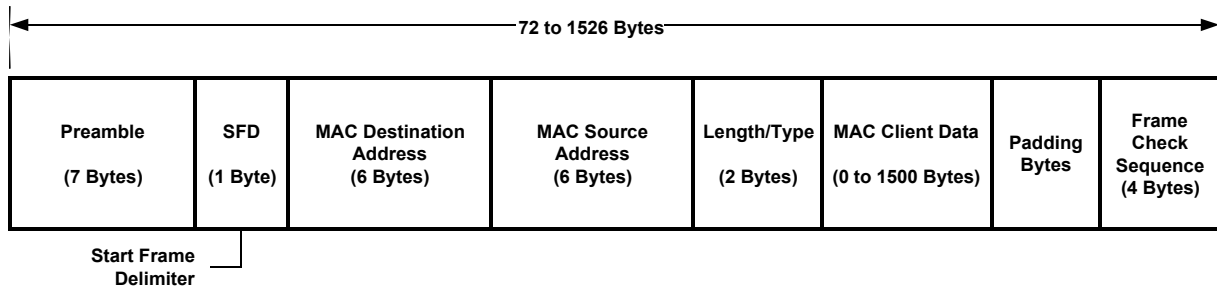 72 to 1526 Bytes
Preamble
(7 Bytes)
SFD
(1 Byte)
MAC Destination
Address
(6 Bytes)
MAC Source
Address
(6 Bytes)
Length/Type
(2 Bytes)
MAC Client Data
(0 to 1500 Bytes)
Padding
Bytes
Frame
Check
Sequence
(4 Bytes)
Start Frame
Delimiter